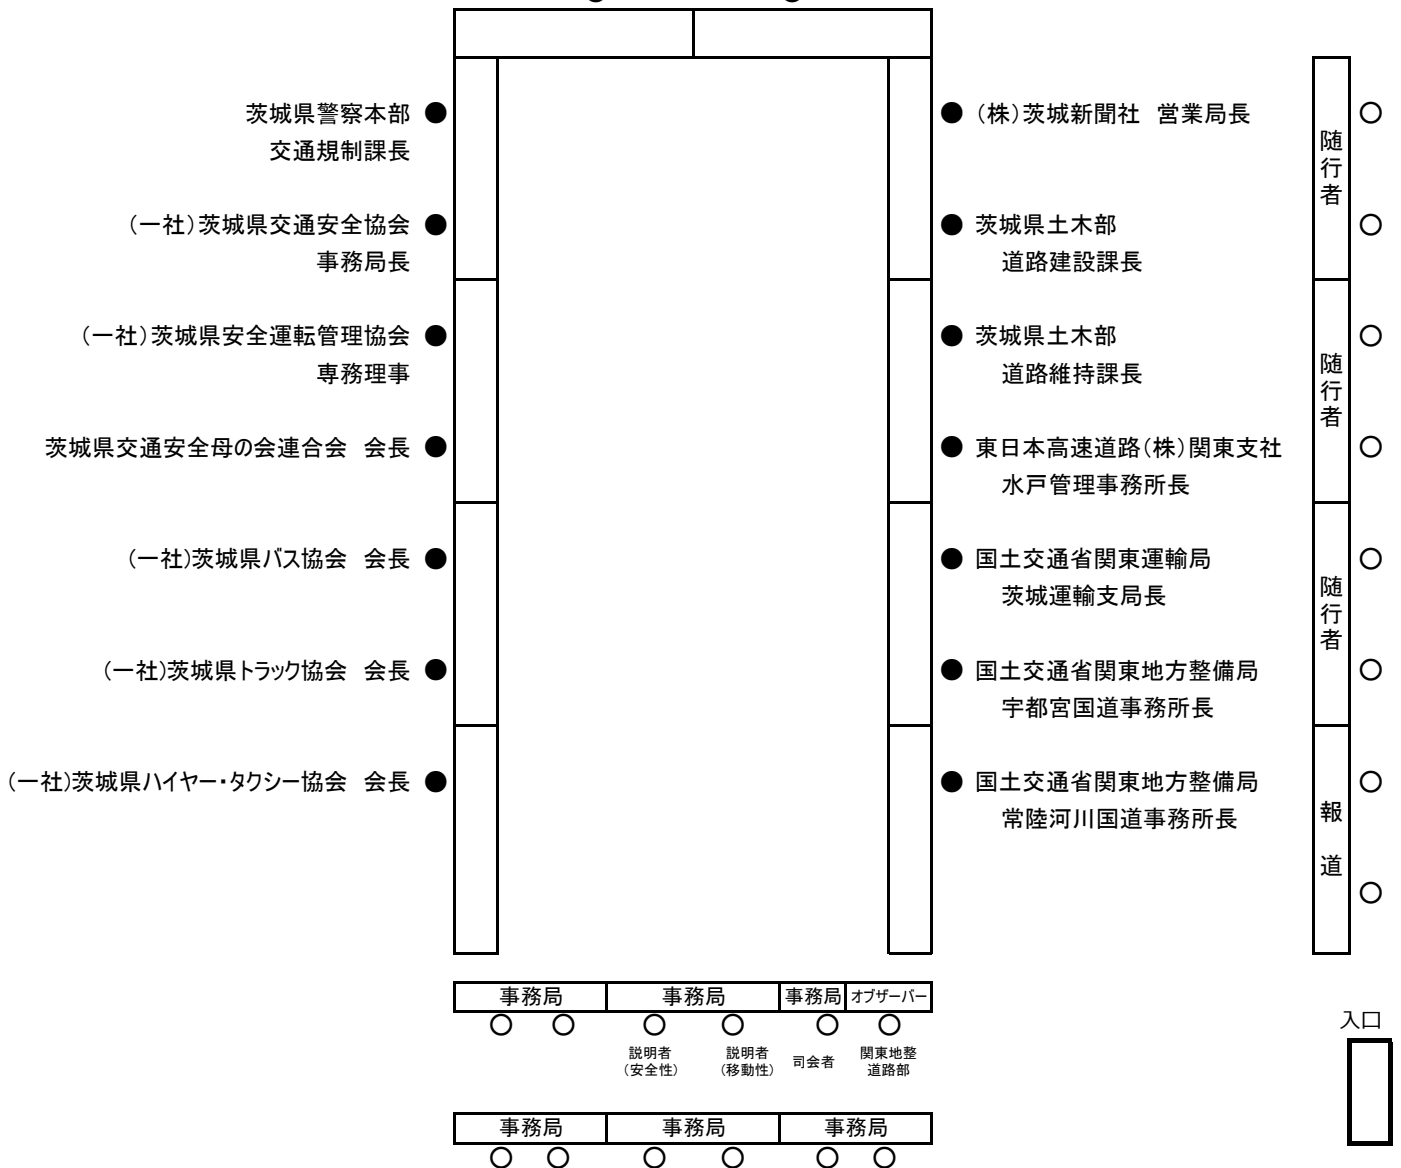 茨城県警察本部
交通規制課長
(一社)茨城県交通安全協会
事務局長
(一社)茨城県安全運転管理協会
専務理事
茨城県交通安全母の会連合会　会長
(一社)茨城県バス協会　会長
(一社)茨城県トラック協会　会長
(一社)茨城県ハイヤー・タクシー協会　会長
(株)茨城新聞社　営業局長
茨城県土木部
道路建設課長
茨城県土木部
道路維持課長
東日本高速道路(株)関東支社
水戸管理事務所長
国土交通省関東運輸局
茨城運輸支局長
国土交通省関東地方整備局
宇都宮国道事務所長
国土交通省関東地方整備局
常陸河川国道事務所長
随行者
随行者
随行者
報道
事務局 事務局 事務局 オブザーバー
説明者
(安全性)
説明者
(移動性)
司会者
関東地整
道路部
入口
事務局 事務局 事務局